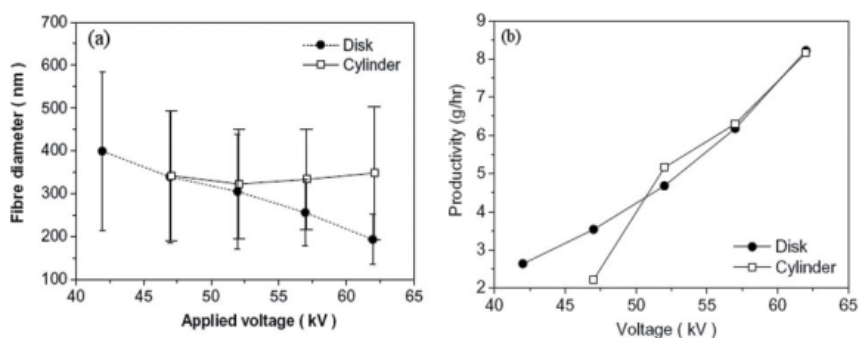 (a)
Disk
Cylinder
Fibre diameter ( nm)
700
600
500
400
300
200
100
40 45 50 55 60 65
Applied voltage ( kV )
(b)
Productivity (g/hr)
9
8
7
6
5
4
3
2
Disk
Cylinder
40 45 50 55 60 65
Voltage ( kV )